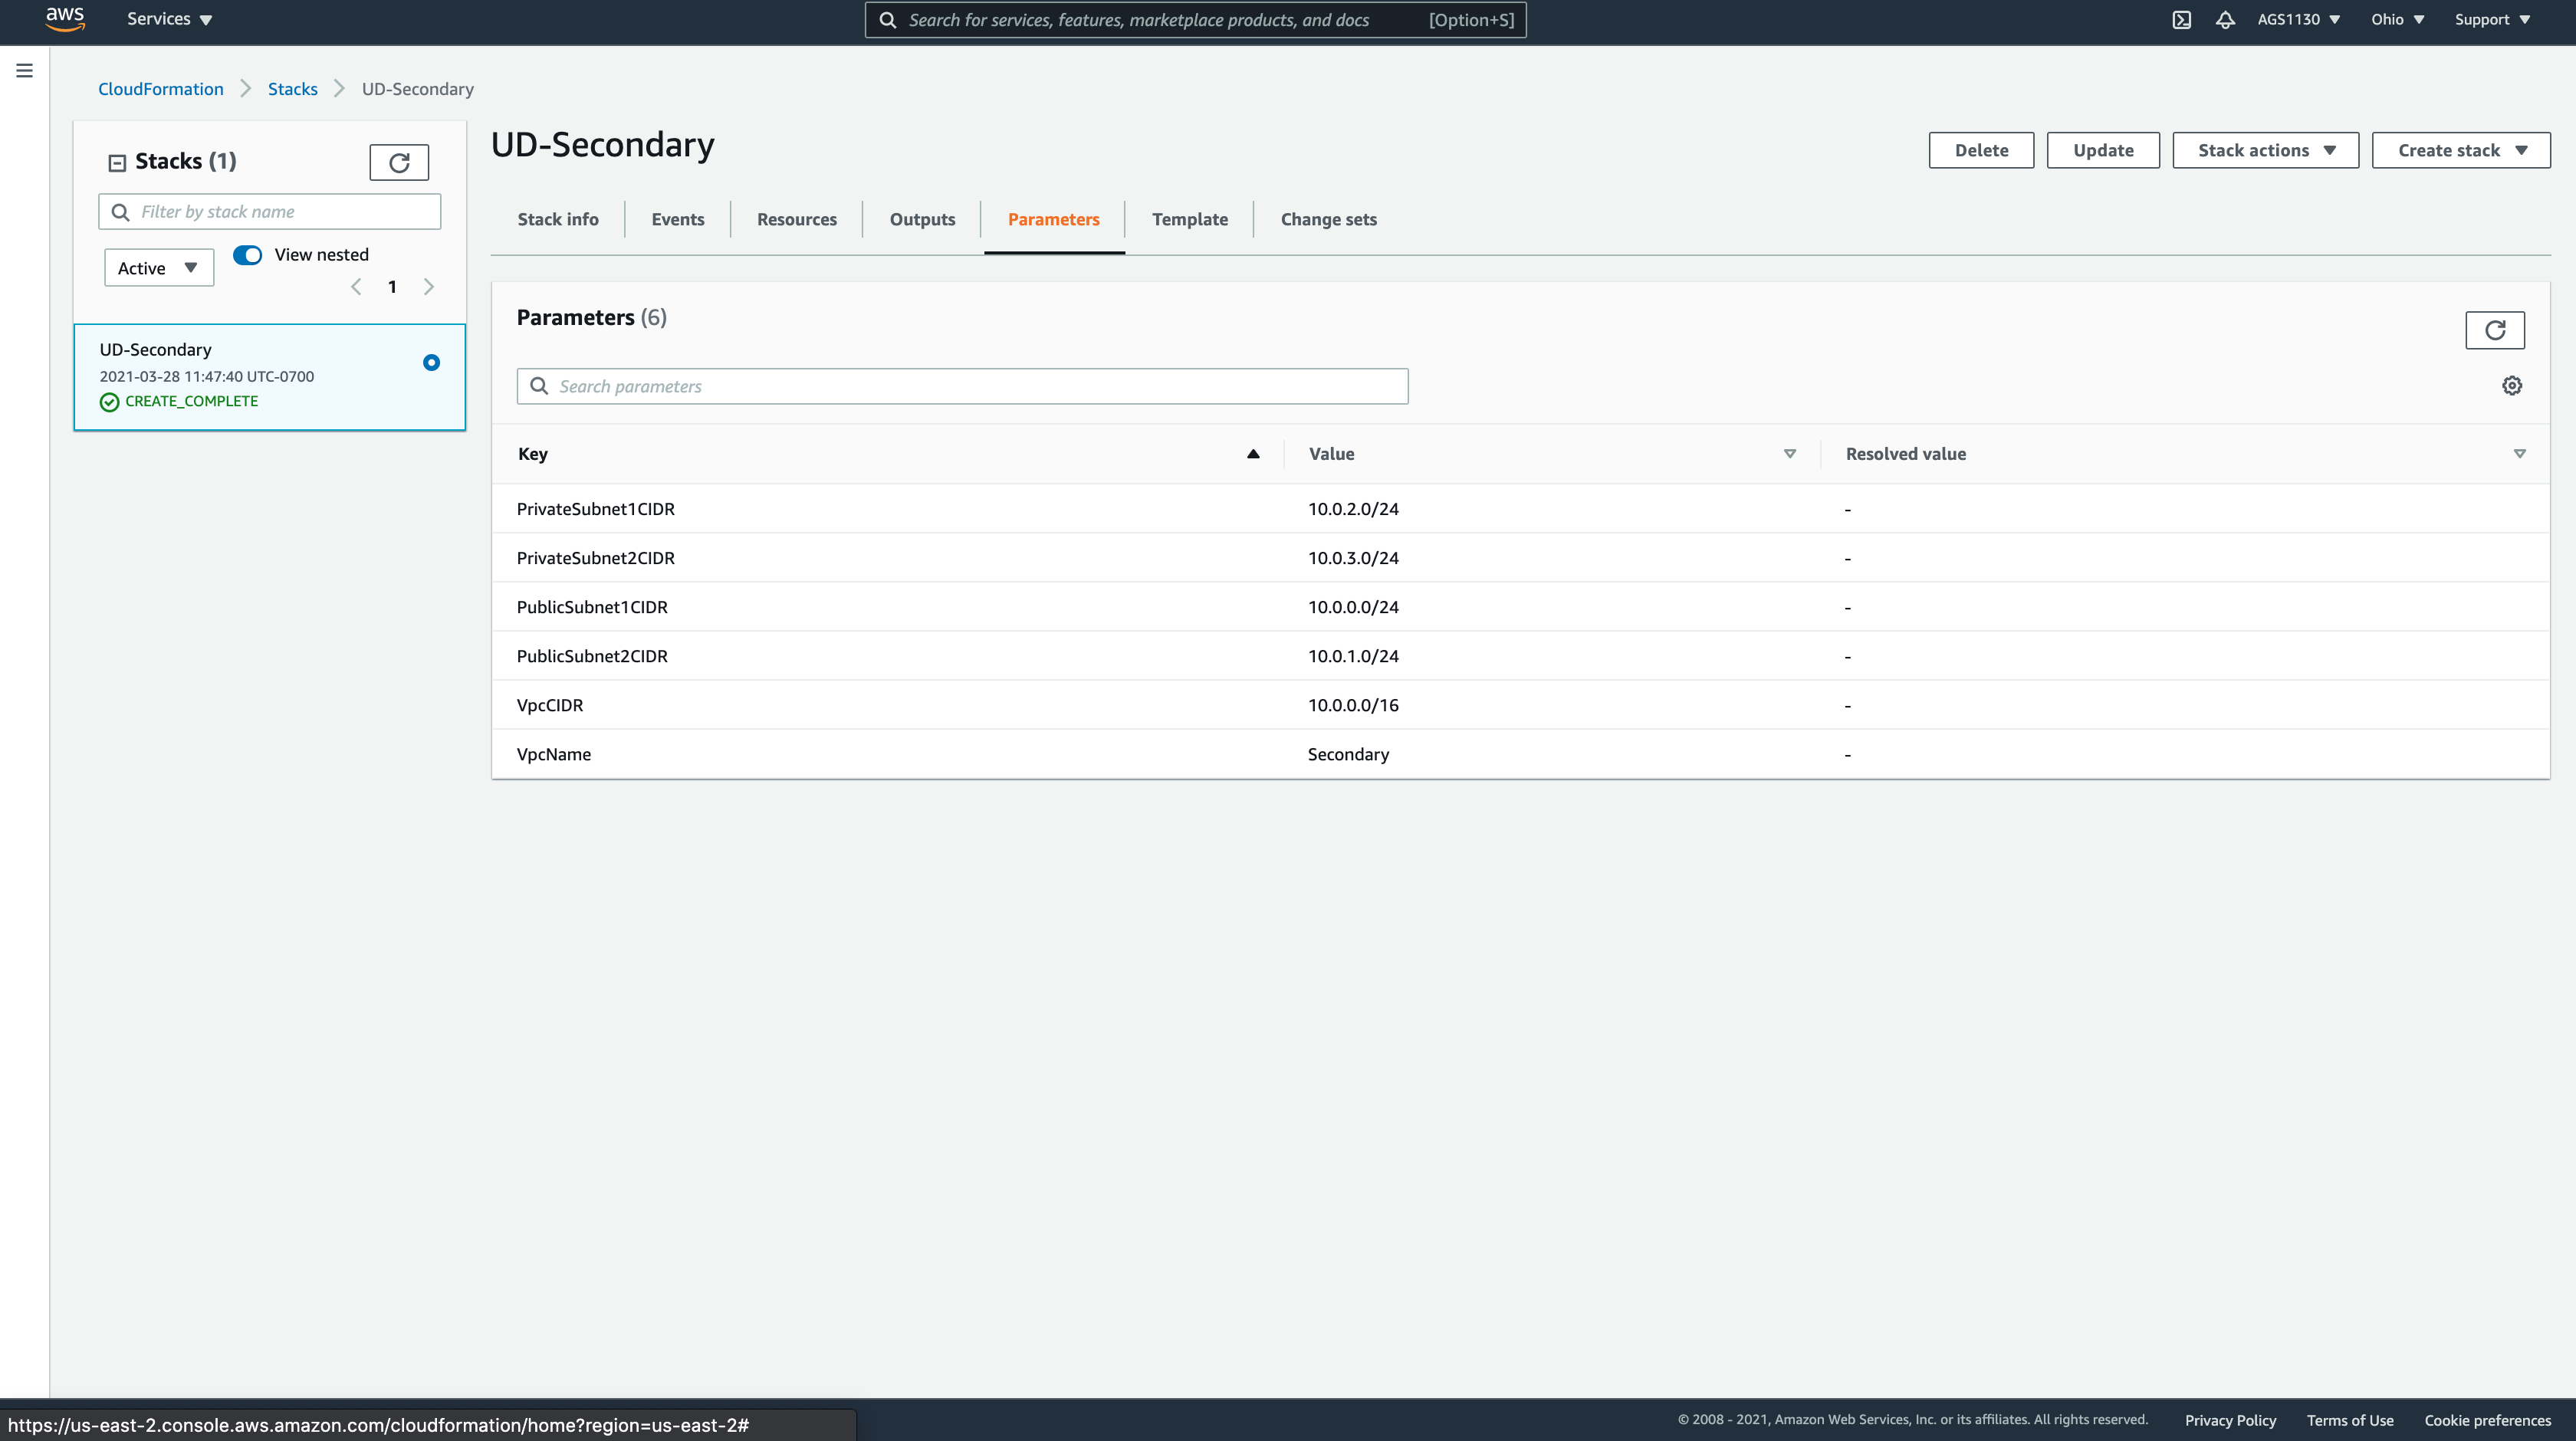 aws Services Search for services, features, marketplace products, and docs [Option+S] AGS1130 Ohio Support
CloudFormation Stacks UD-Secondary
Stacks (1)
Filter by stack name
Active View nested
1
UD-Secondary
2021-03-28 11:47:40 UTC-0700
CREATE_COMPLETE
UD-Secondary
Delete Update Stack actions Create stack
Stack info Events Resources Outputs Parameters Template Change sets
Parameters (6)
Search parameters
Key Value Resolved value
PrivateSubnet1CIDR 10.0.2.0/24 -
PrivateSubnet2CIDR 10.0.3.0/24 -
PublicSubnet1CIDR 10.0.0.0/24 -
PublicSubnet2CIDR 10.0.1.0/24 -
VpcCIDR 10.0.0.0/16 -
VpcName Secondary -
https://us-east-2.console.aws.amazon.com/cloudformation/home?region=us-east-2#
© 2008 - 2021, Amazon Web Services, Inc. or its affiliates. All rights reserved. Privacy Policy Terms of Use Cookie preferences